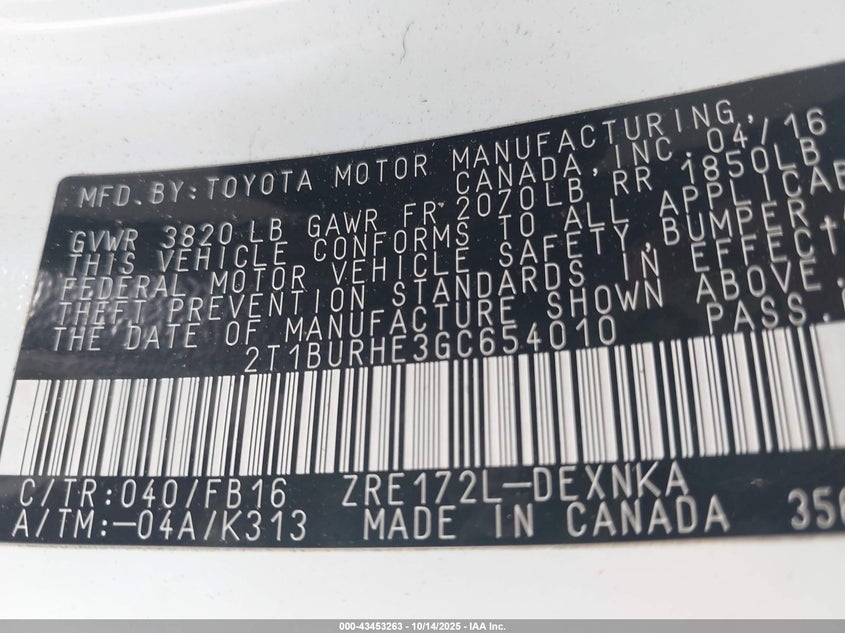 MFD.BY:TOYOTA MOTOR MANUFACTURING,
CANADA,INC.04/16
GVWR 3820 LB GAWR FR 2070LB RR 1850LB
THIS VEHICLE CONFORMS TO ALL
FEDERAL MOTOR VEHICLE SAFETY,BUMPER,
THEFT PREVENTION STANDARDS IN EFFECT
THE DATE OF MANUFACTURE SHOWN ABOVE.
2T1BURHE3GC654010 PASS.
C/TR:040/FB16 ZRE172L-DEXNKA
A/TM:-04A/K313 MADE IN CANADA
000-43453263 - 10/14/2025 - IAA Inc.